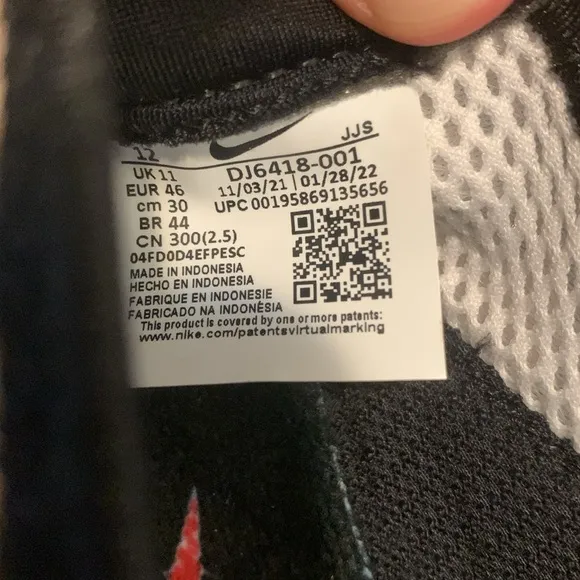 12 JJS
UK 11 DJ6418-001
EUR 46 11/03/21 | 01/28/22
cm 30 UPC 00195869135656
BR 44
CN 300(2.5)
04FD0D4EFPESC
MADE IN INDONESIA
HECHO EN INDONESIA
FABRIQUE EN INDONESIE
FABRICADO NA INDONÉSIA
This product is covered by one or more patents:
www.nike.com/patentsvirtualmarking